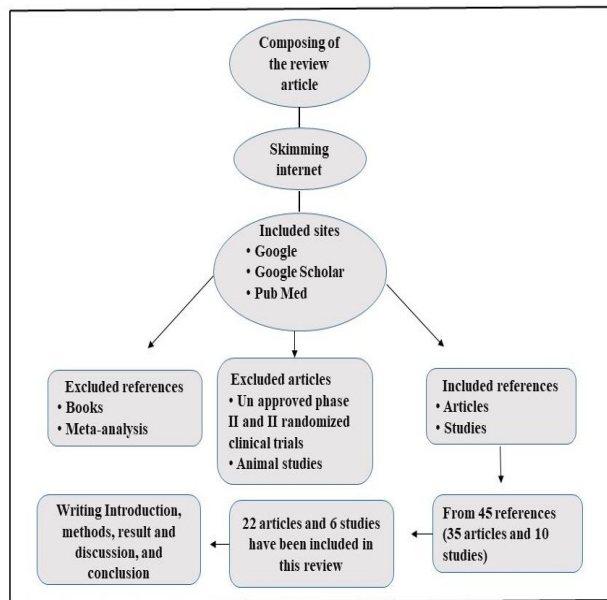 Composing of
the review
article
Skimming
internet
Included sites
• Google
• Google Scholar
• Pub Med
Excluded references
• Books
• Meta-analysis
Excluded articles
• Un approved phase
II and II randomized
clinical trials
• Animal studies
Included references
• Articles
• Studies
From 45 references
(35 articles and 10
studies)
22 articles and 6 studies
have been included in
this review
Writing Introduction,
methods, result and
discussion, and
conclusion